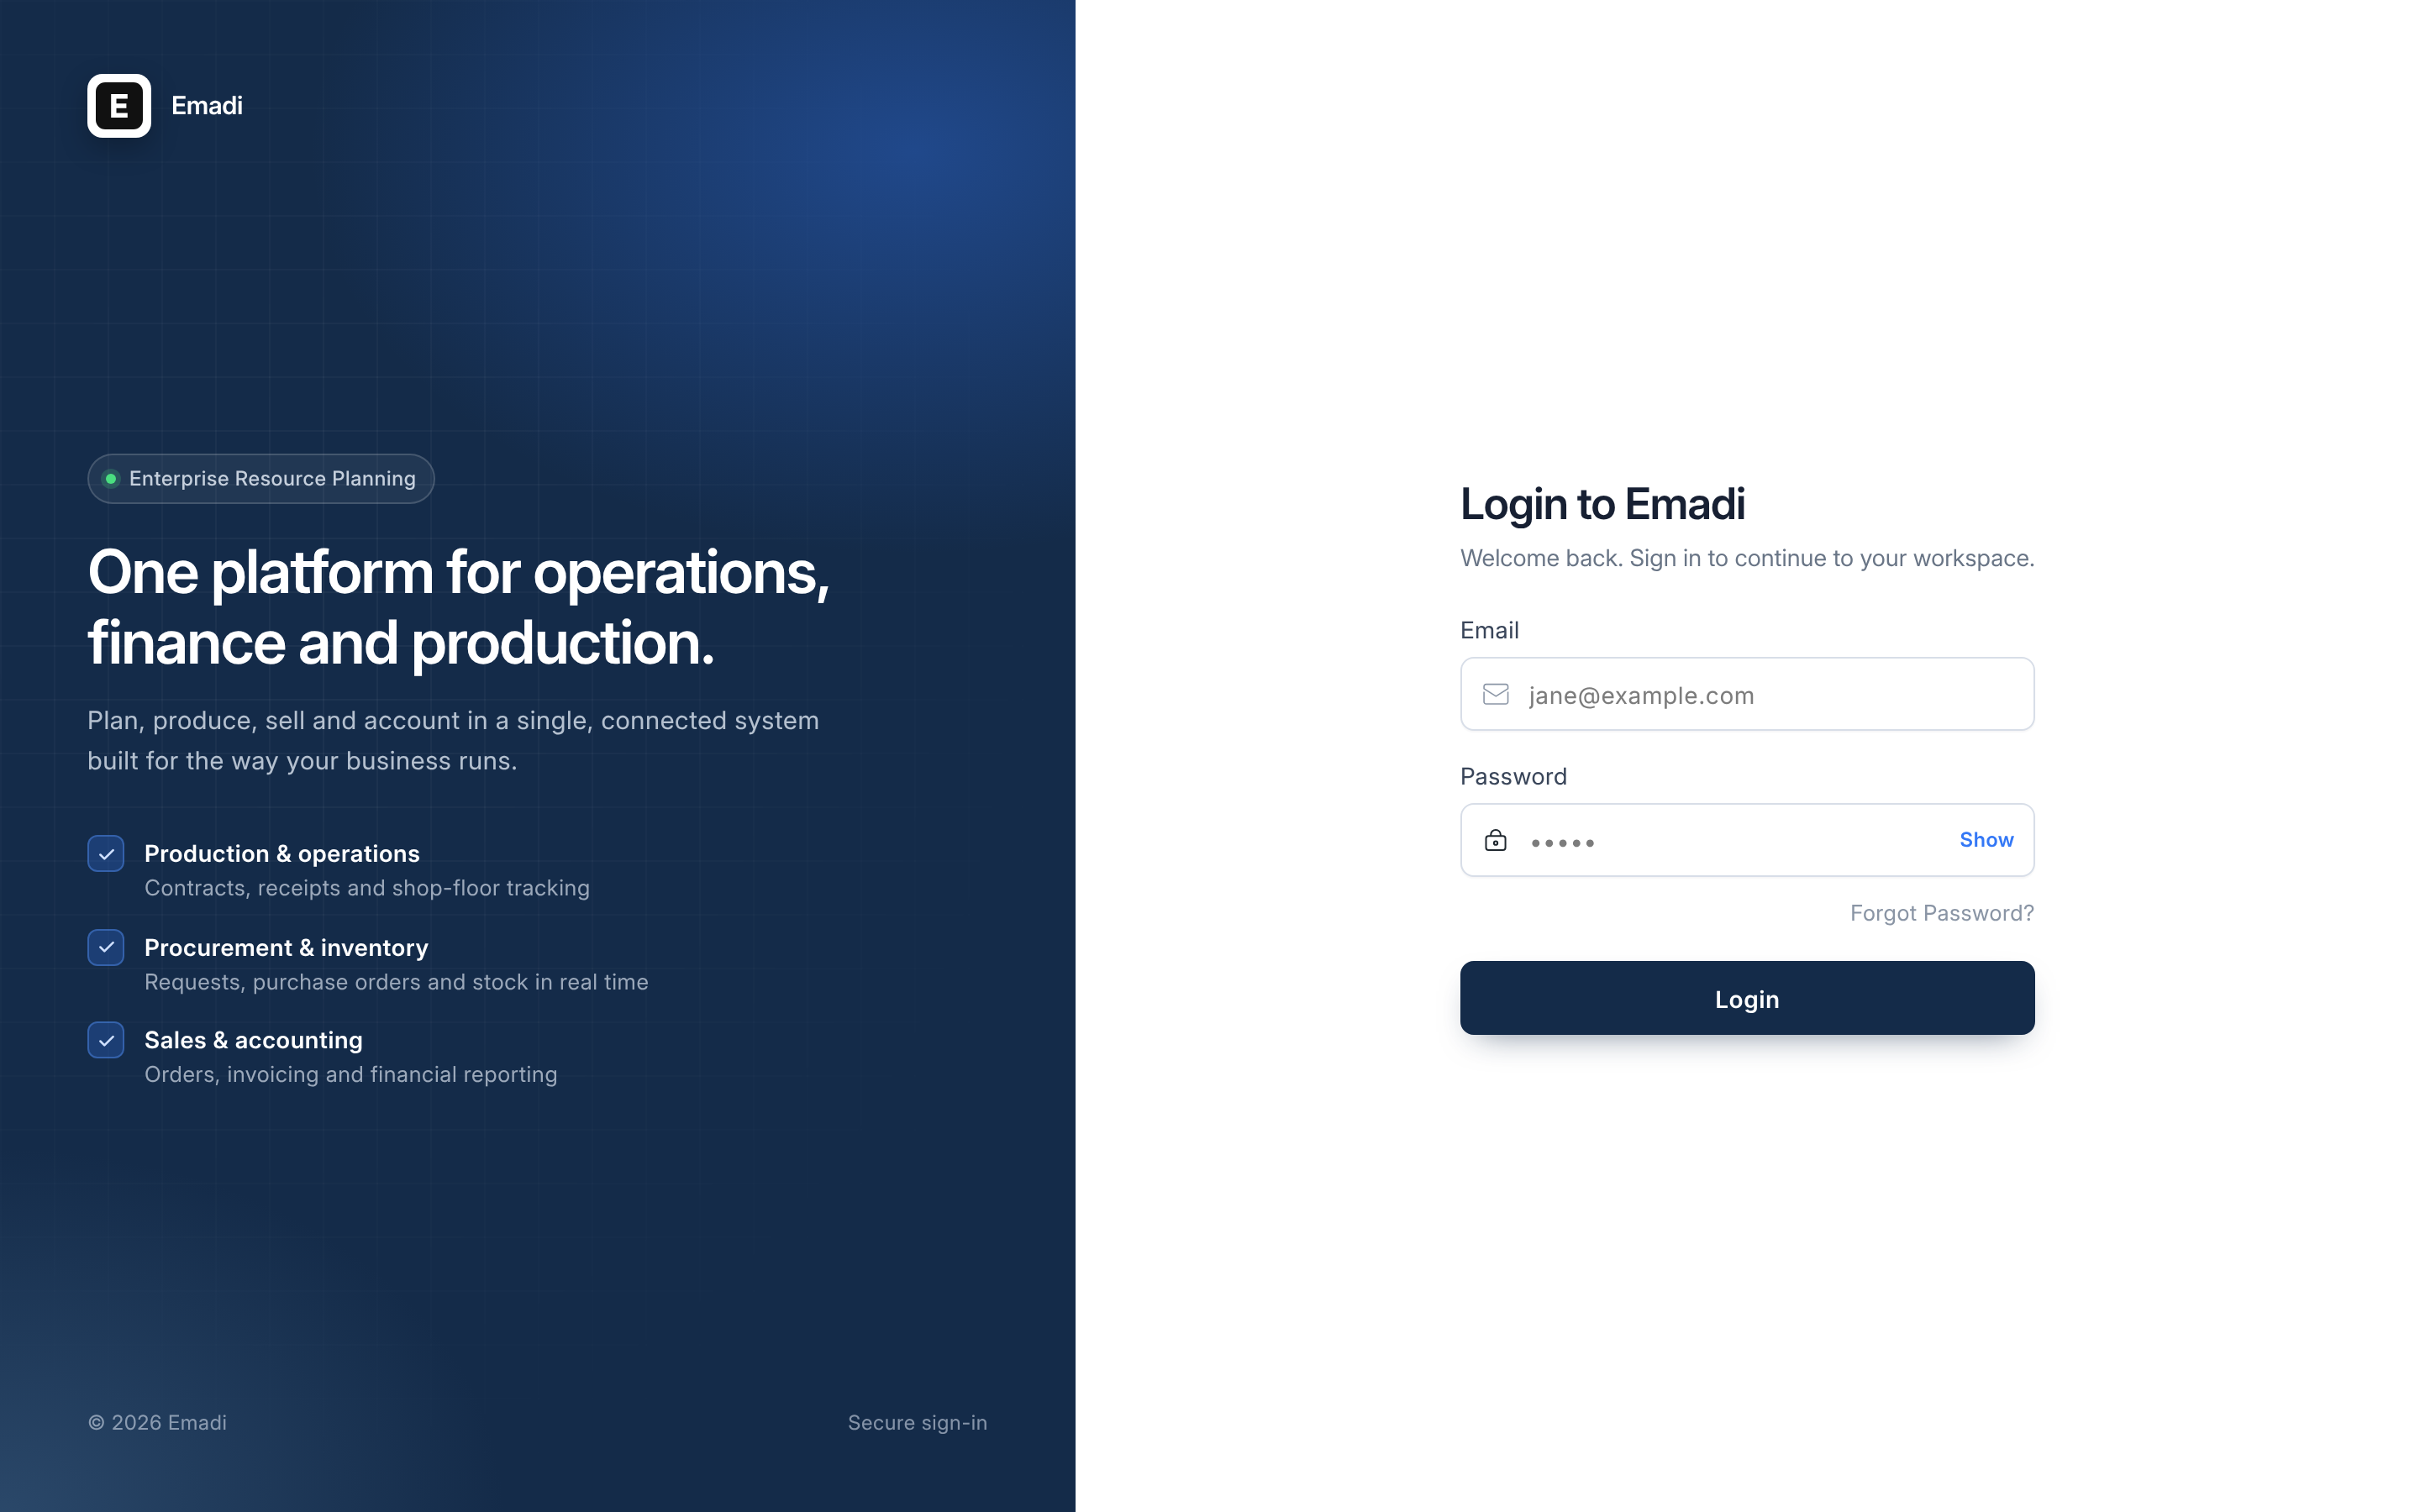 E
Emadi
Enterprise Resource Planning
One platform for operations,
finance and production.
Plan, produce, sell and account in a single, connected system
built for the way your business runs.
Production & operations
Contracts, receipts and shop-floor tracking
Procurement & inventory
Requests, purchase orders and stock in real time
Sales & accounting
Orders, invoicing and financial reporting
© 2026 Emadi
Secure sign-in
Login to Emadi
Welcome back. Sign in to continue to your workspace.
Email
jane@example.com
Password
•••••
Show
Forgot Password?
Login